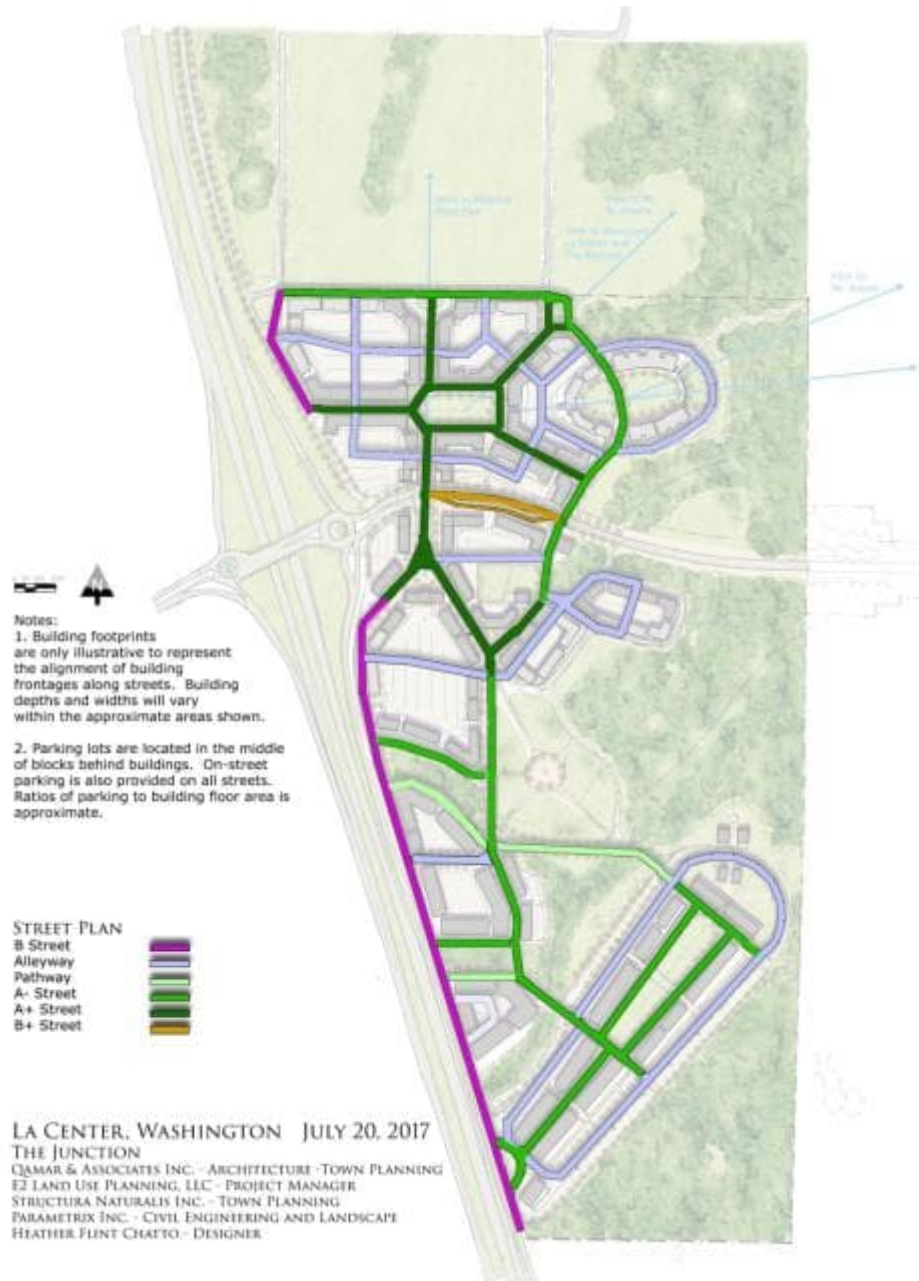 View to Mt.
Notes:
1. Building footprints
are only illustrative to represent
the alignment of building
frontages along streets.  Building
depths and widths will vary
within the approximate areas shown.
2. Parking lots are located in the middle
of blocks behind buildings.  On-street
parking is also provided on all streets.
Ratios of parking to building floor area is
approximate.
STREET PLAN
B Street
Alleyway
Pathway
A- Street
A+ Street
B+ Street
LA CENTER, WASHINGTON   JULY 20, 2017
THE JUNCTION
QAMAR & ASSOCIATES INC. - ARCHITECTURE -TOWN PLANNING
E2 LAND USE PLANNING, LLC - PROJECT MANAGER
STRUCTURA NATURALIS INC. - TOWN PLANNING
PARAMETRIX INC. - CIVIL ENGINEERING AND LANDSCAPE
HEATHER FLINT CHATTO - DESIGNER